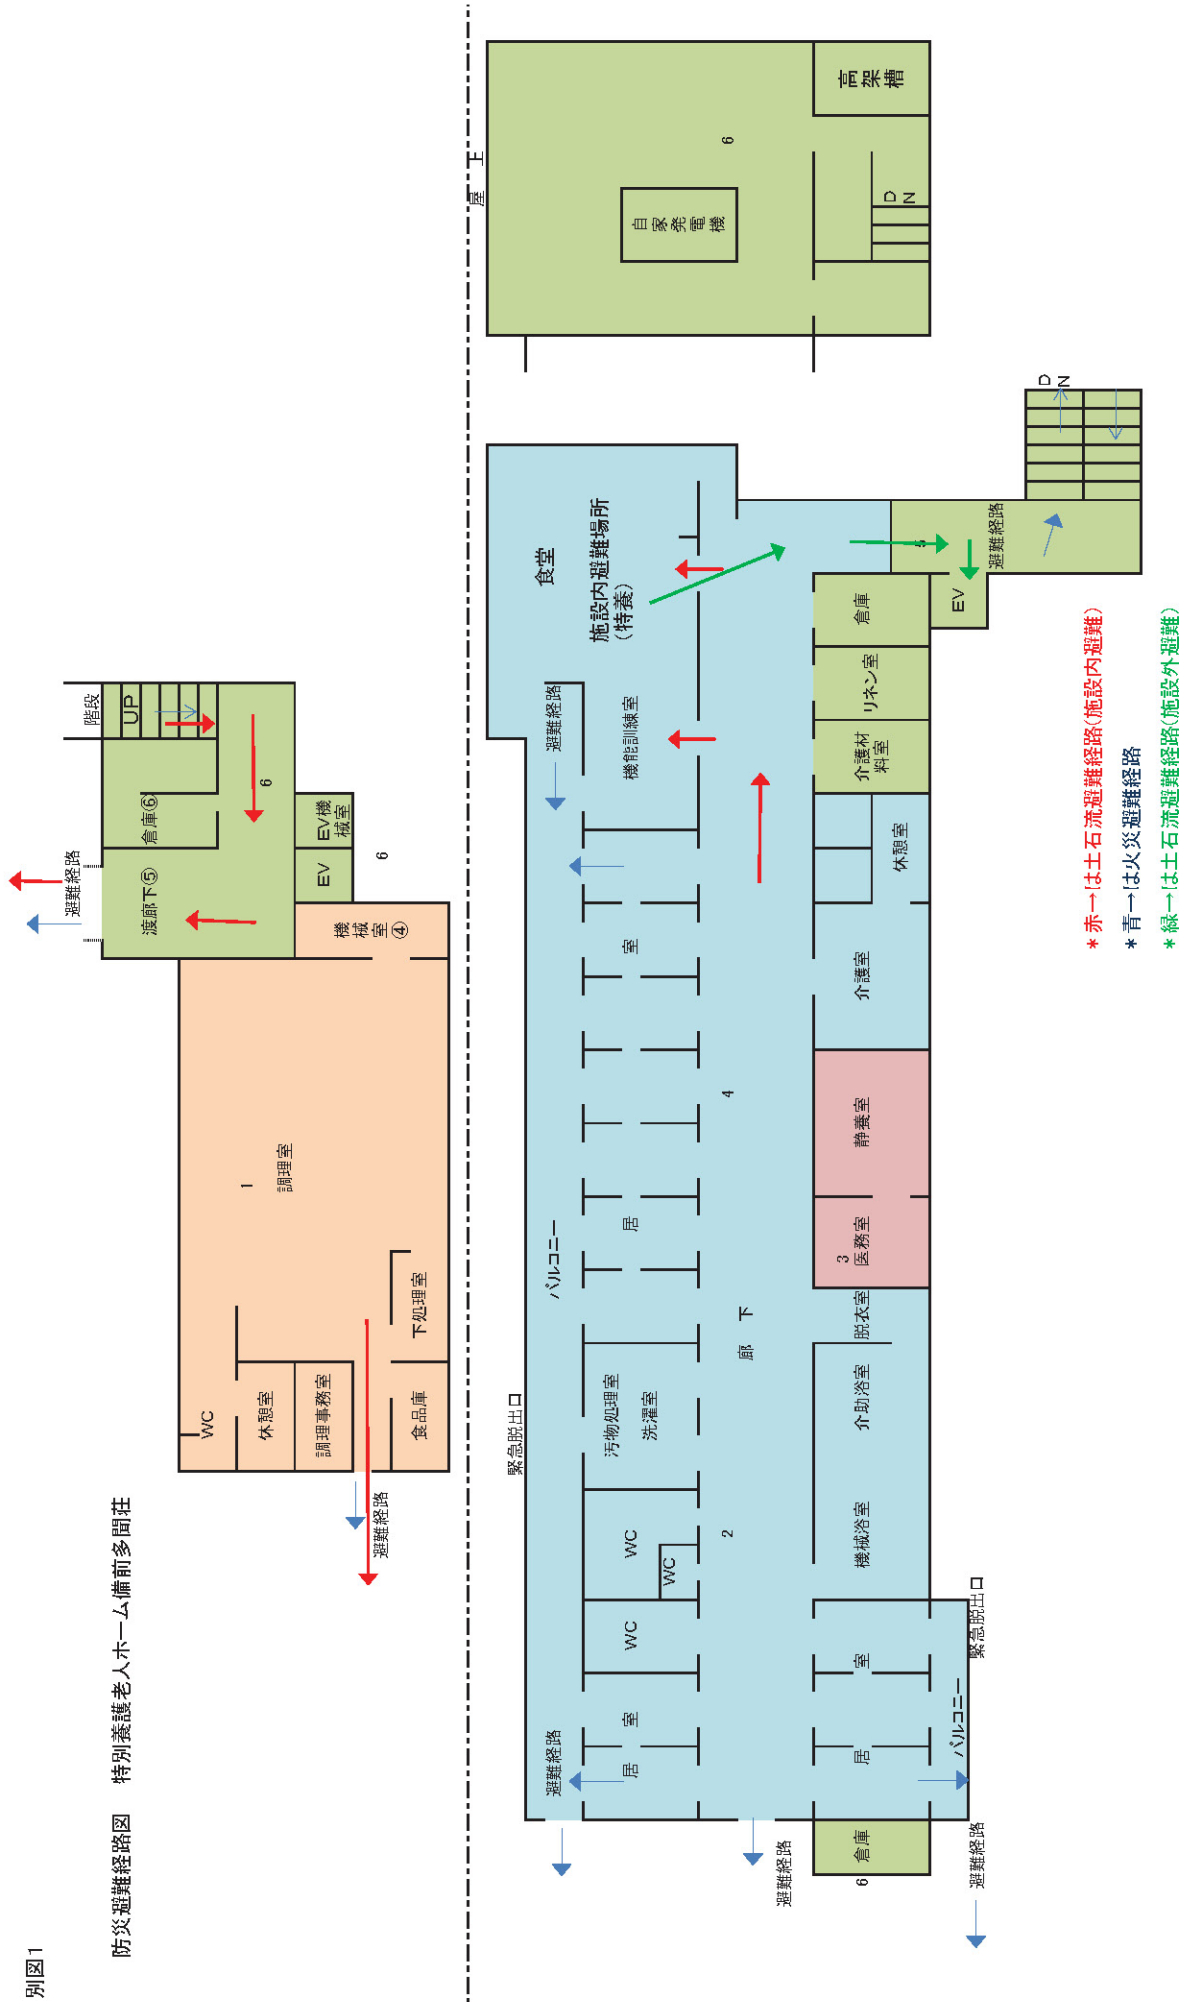 別図1
防災避難経路図 特別養護老人ホーム備前多聞荘
WC
休憩室
調理事務室
食品庫
下処理室
避難経路
1
調理室
機械室④
渡廊下⑤
避難経路
倉庫⑥
階段
UP
6
EV
EV機械室
6
屋上
自家発電機
6
高架槽
DN
緊急脱出口
バルコニー
避難経路
居室
WC
WC
WC
汚物処理室
洗濯室
居室
避難経路
機能訓練室
食堂
施設内避難場所
(特養)
2
廊下
4
避難経路
倉庫
6
居室
バルコニー
緊急脱出口
避難経路
機械浴室
介助浴室
脱衣室
3
医務室
静養室
介護室
休憩室
介護材料室
リネン室
倉庫
EV
5
避難経路
DN
*赤→は土石流避難経路(施設内避難)
*青→は火災避難経路
*緑→は土石流避難経路(施設外避難)